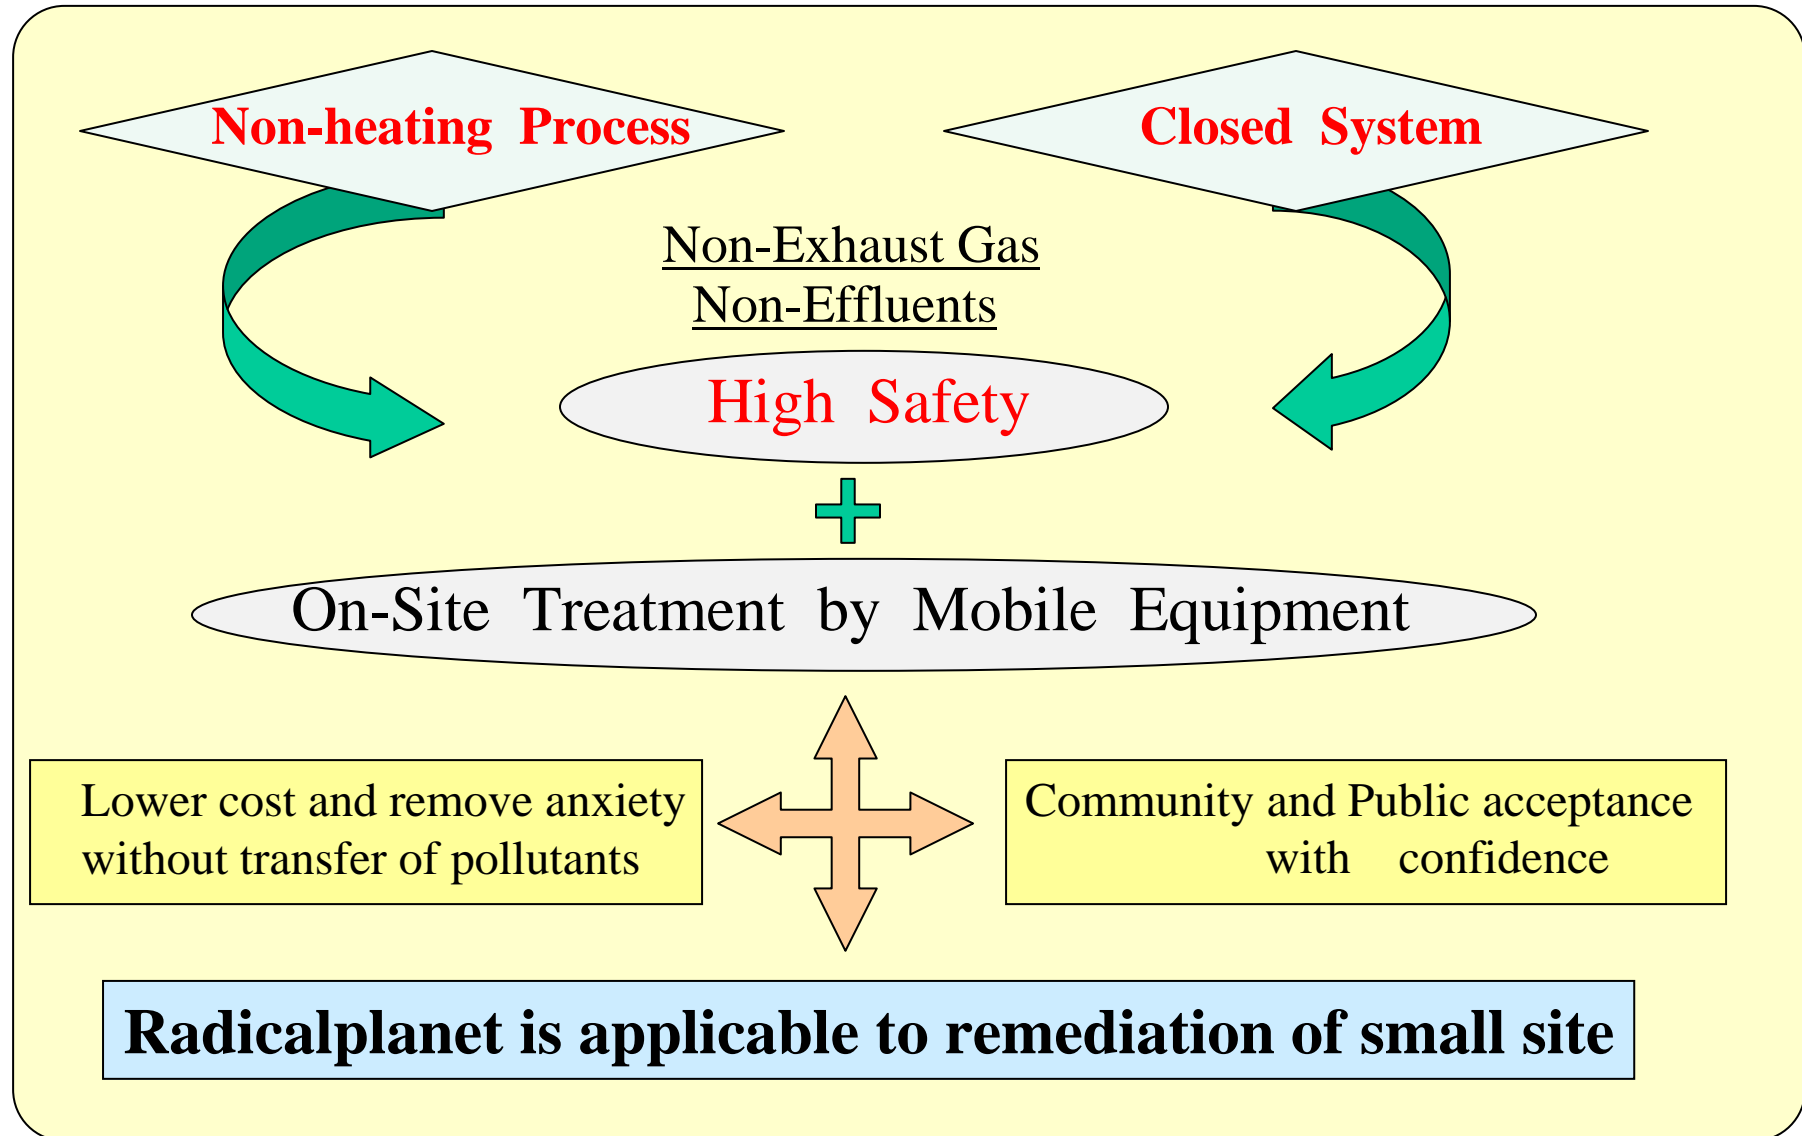 Non-heating Process
Closed System
Non-Exhaust Gas
Non-Effluents
High Safety
On-Site Treatment by Mobile Equipment
Lower cost and remove anxiety
without transfer of pollutants
Community and Public acceptance
with confidence
Radicalplanet is applicable to remediation of small site